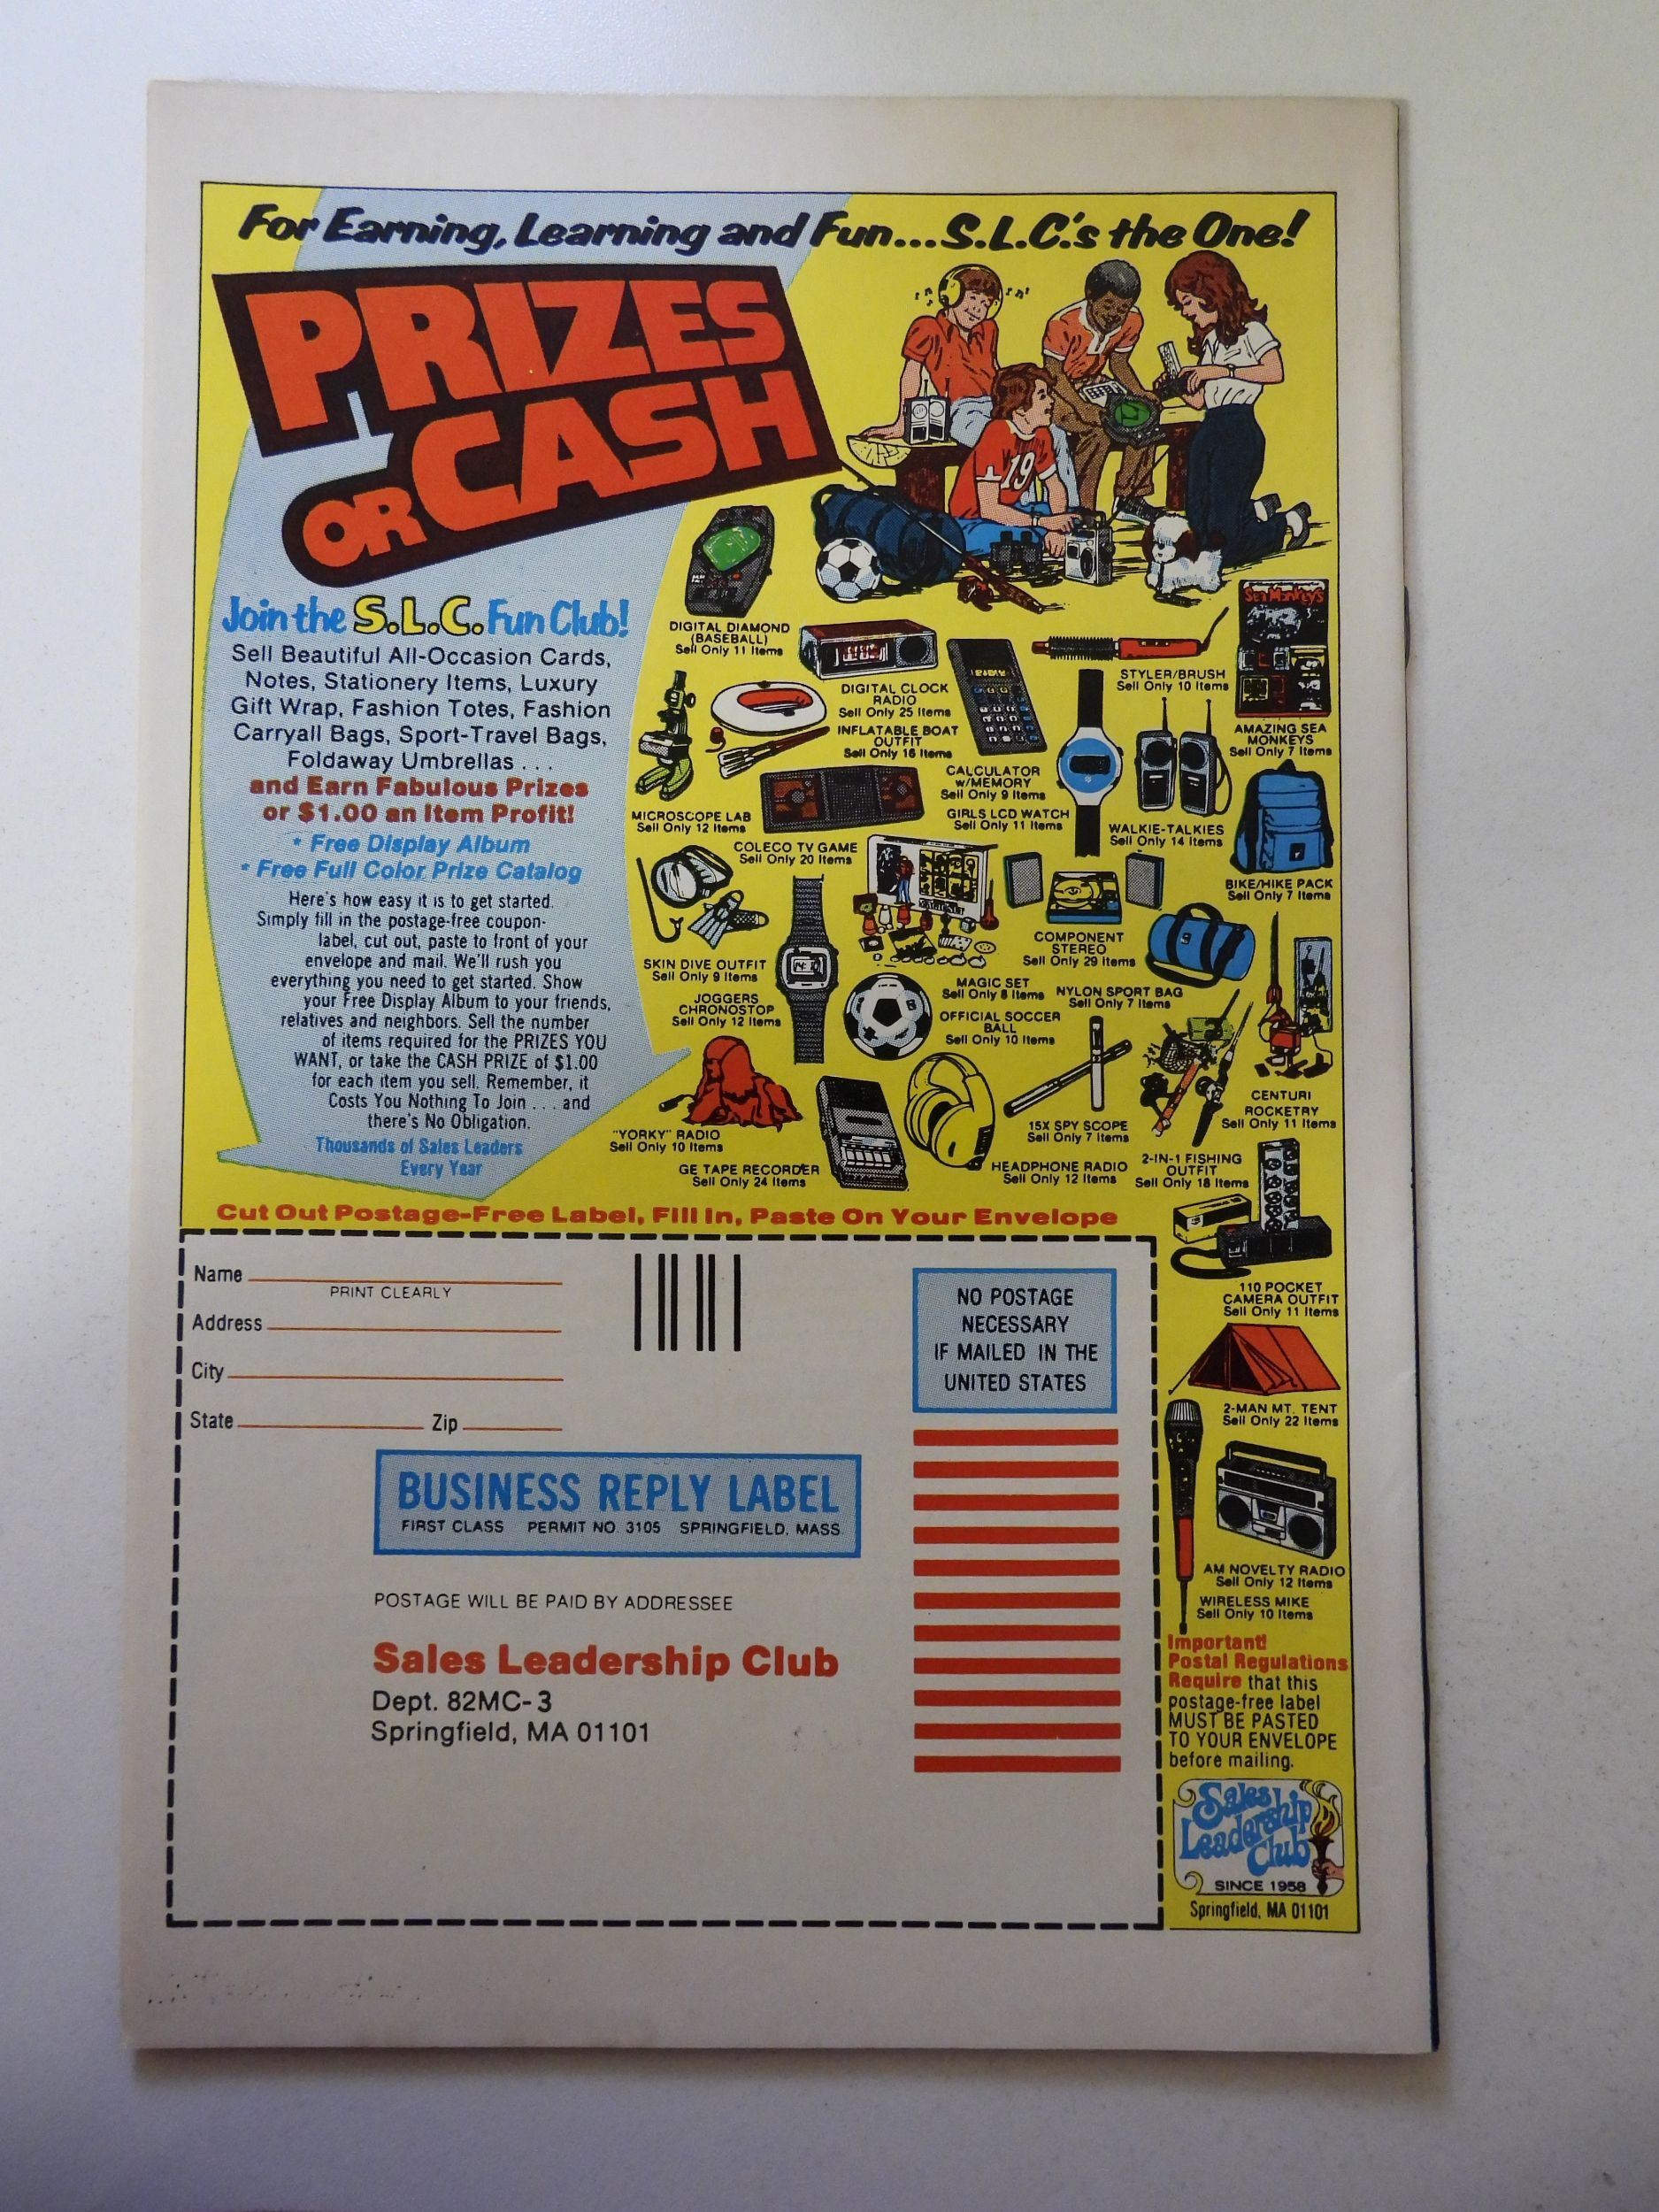 For Earning, Learning and Fun...S.L.C.'s the One!
PRIZES
OR CASH
Join the S.L.C. Fun Club!
Sell Beautiful All-Occasion Cards,
Notes, Stationery Items, Luxury
Gift Wrap, Fashion Totes, Fashion
Carryall Bags, Sport-Travel Bags,
Foldaway Umbrellas . . .
and Earn Fabulous Prizes
or $1.00 an Item Profit!
* Free Display Album
* Free Full Color Prize Catalog
Here's how easy it is to get started.
Simply fill in the postage-free coupon-
label, cut out, paste to front of your
envelope and mail. We'll rush you
everything you need to get started. Show
your Free Display Album to your friends,
relatives and neighbors. Sell the number
of items required for the PRIZES YOU
WANT, or take the CASH PRIZE of $1.00
for each item you sell. Remember, it
Costs You Nothing To Join . . . and
there's No Obligation.
Thousands of Sales Leaders
Every Year
19
DIGITAL DIAMOND
(BASEBALL)
Sell Only 11 Items
DIGITAL CLOCK
RADIO
Sell Only 25 Items
STYLER/BRUSH
Sell Only 10 Items
Sea Monkeys
AMAZING SEA
MONKEYS
Sell Only 7 Items
INFLATABLE BOAT
OUTFIT
Sell Only 16 Items
CALCULATOR
w/MEMORY
Sell Only 9 Items
MICROSCOPE LAB
Sell Only 12 Items
GIRLS LCD WATCH
Sell Only 11 Items
WALKIE-TALKIES
Sell Only 14 Items
COLECO TV GAME
Sell Only 20 Items
BIKE/HIKE PACK
Sell Only 7 Items
COMPONENT
STEREO
Sell Only 29 Items
SKIN DIVE OUTFIT
Sell Only 9 Items
MAGIC SET
Sell Only 8 Items
NYLON SPORT BAG
Sell Only 7 Items
JOGGERS
CHRONOSTOP
Sell Only 12 Items
OFFICIAL SOCCER
BALL
Sell Only 10 Items
CENTURI
ROCKETRY
Sell Only 11 Items
"YORKY" RADIO
Sell Only 10 Items
15X SPY SCOPE
Sell Only 7 Items
GE TAPE RECORDER
Sell Only 24 Items
HEADPHONE RADIO
Sell Only 12 Items
2-IN-1 FISHING
OUTFIT
Sell Only 18 Items
110 POCKET
CAMERA OUTFIT
Sell Only 11 Items
2-MAN MT. TENT
Sell Only 22 Items
AM NOVELTY RADIO
Sell Only 12 Items
WIRELESS MIKE
Sell Only 10 Items
Important!
Postal Regulations
Require that this
postage-free label
MUST BE PASTED
TO YOUR ENVELOPE
before mailing.
Sales
Leadership
Club
SINCE 1958
Springfield, MA 01101
Cut Out Postage-Free Label, Fill In, Paste On Your Envelope
Name
PRINT CLEARLY
Address
City
State Zip
NO POSTAGE
NECESSARY
IF MAILED IN THE
UNITED STATES
BUSINESS REPLY LABEL
FIRST CLASS PERMIT NO. 3105 SPRINGFIELD, MASS.
POSTAGE WILL BE PAID BY ADDRESSEE
Sales Leadership Club
Dept. 82MC-3
Springfield, MA 01101